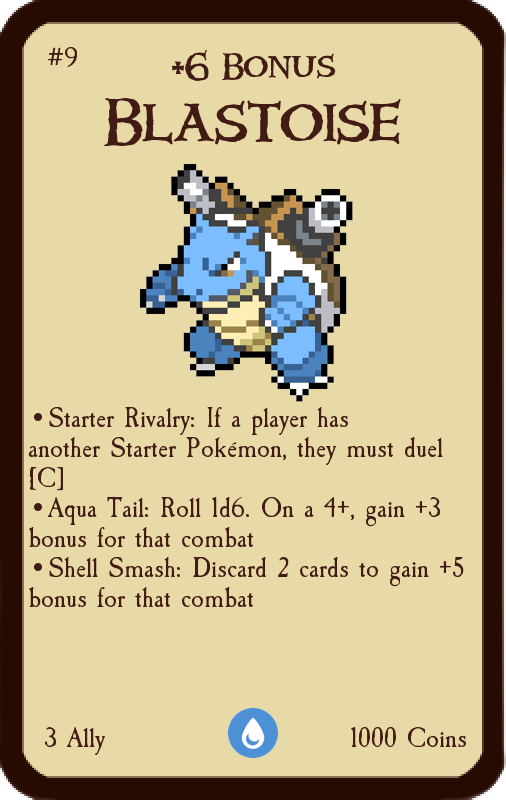 #9
+6 Bonus
Blastoise
•Starter Rivalry: If a player has
another Starter Pokémon, they must duel
[C]
•Aqua Tail: Roll 1d6. On a 4+, gain +3
bonus for that combat
•Shell Smash: Discard 2 cards to gain +5
bonus for that combat
3 Ally
1000 Coins